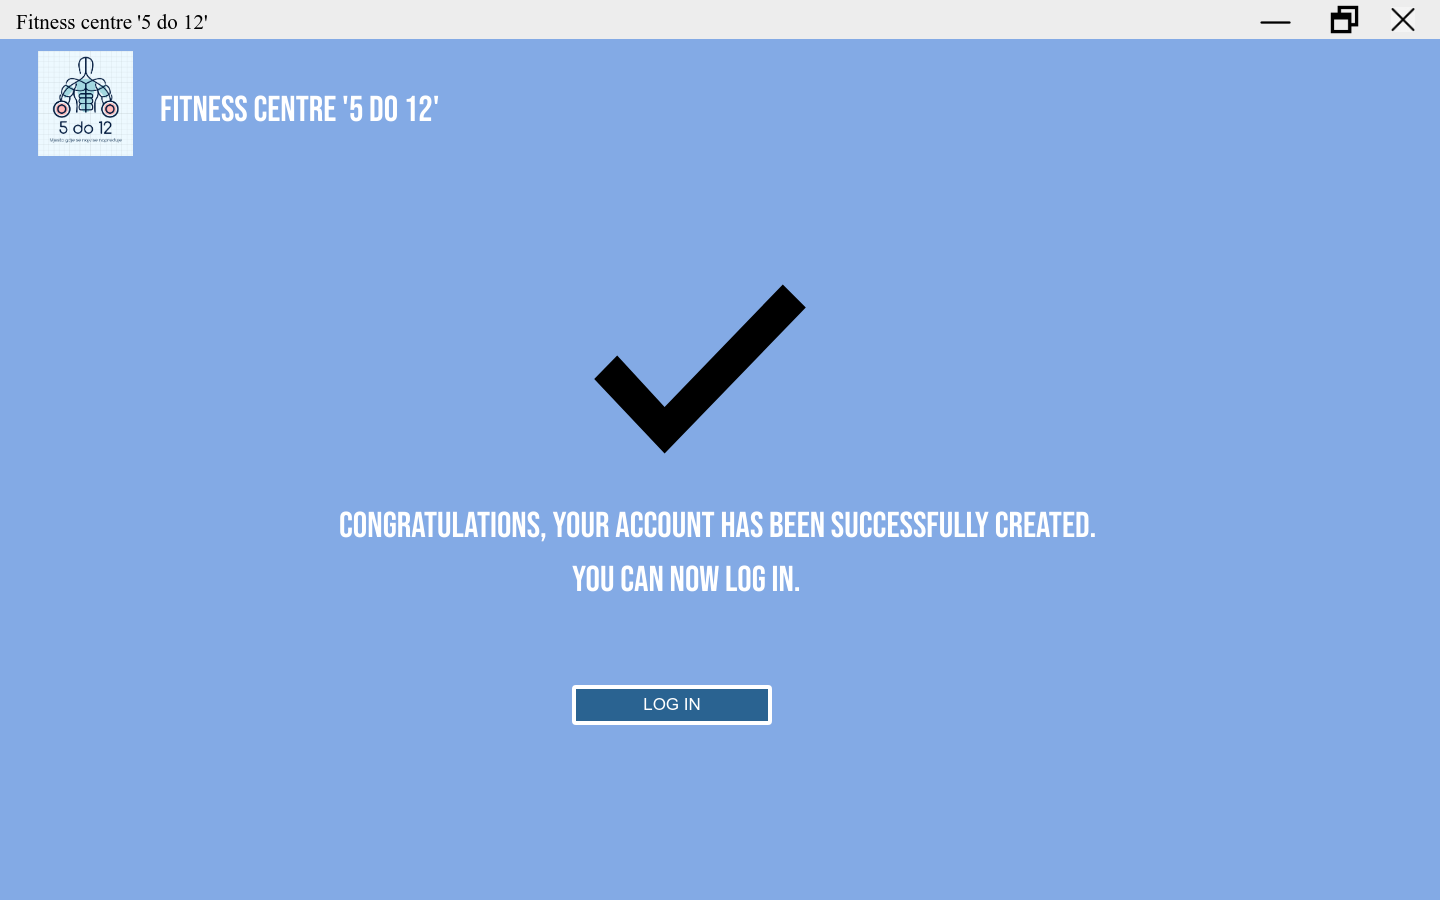 Fitness centre '5 do 12'
5 do 12
FITNESS CENTRE '5 DO 12'
CONGRATULATIONS, YOUR ACCOUNT HAS BEEN SUCCESSFULLY CREATED.
YOU CAN NOW LOG IN.
LOG IN